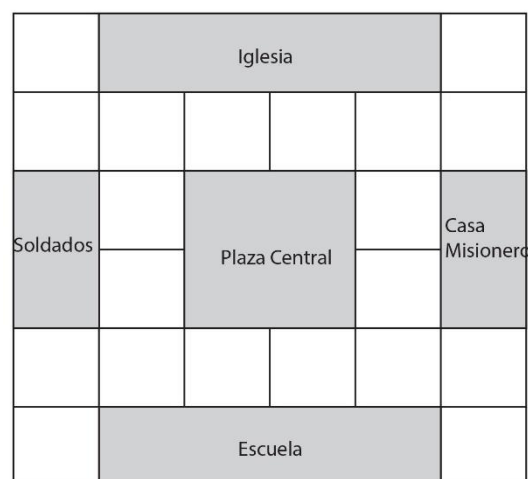 Iglesia
Soldados
Plaza Central
Casa
Misionero
Escuela